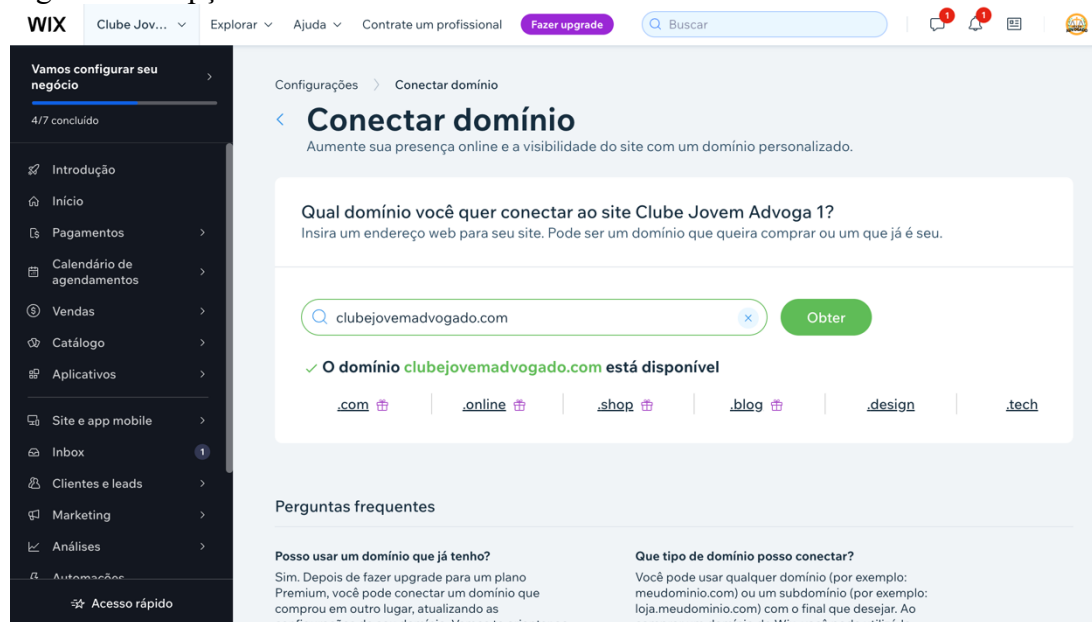 WIX
Clube Jov...
Explorar
Ajuda
Contrate um profissional
Fazer upgrade
Buscar
1
1
Vamos configurar seu
negócio
4/7 concluído
Introdução
Início
Pagamentos
Calendário de
agendamentos
Vendas
Catálogo
Aplicativos
Site e app mobile
Inbox
1
Clientes e leads
Marketing
Análises
Automações
Acesso rápido
Configurações > Conectar domínio
Conectar domínio
Aumente sua presença online e a visibilidade do site com um domínio personalizado.
Qual domínio você quer conectar ao site Clube Jovem Advoga 1?
Insira um endereço web para seu site. Pode ser um domínio que queira comprar ou um que já é seu.
clubejovemadvogado.com
Obter
O domínio clubejovemadvogado.com está disponível
.com
.online
.shop
.blog
.design
.tech
Perguntas frequentes
Posso usar um domínio que já tenho?
Sim. Depois de fazer upgrade para um plano
Premium, você pode conectar um domínio que
comprou em outro lugar, atualizando as
Que tipo de domínio posso conectar?
Você pode usar qualquer domínio (por exemplo:
meudominio.com) ou um subdomínio (por exemplo:
loja.meudominio.com) com o final que desejar. Ao